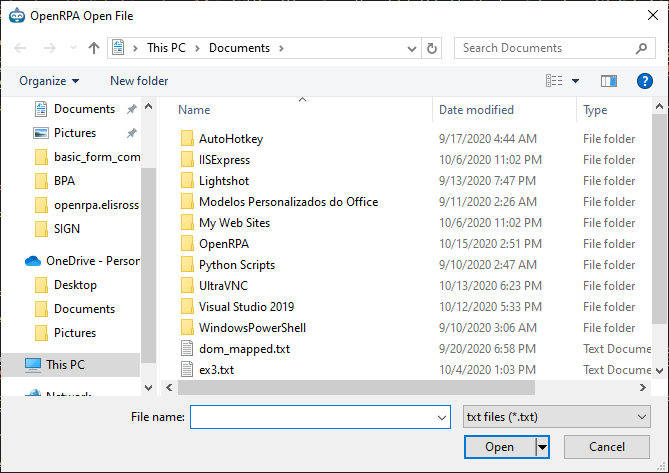 OpenRPA Open File
This PC > Documents >
Search Documents
Organize New folder
Name Date modified Type
Documents
Pictures
basic_form_com
BPA
openrpa.elisross
SIGN
OneDrive - Person
Desktop
Documents
Pictures
This PC
Network
AutoHotkey 9/17/2020 4:44 AM File folder
IISExpress 10/6/2020 11:02 PM File folder
Lightshot 9/13/2020 7:47 PM File folder
Modelos Personalizados do Office 9/11/2020 2:26 AM File folder
My Web Sites 10/6/2020 11:02 PM File folder
OpenRPA 10/15/2020 2:51 PM File folder
Python Scripts 9/10/2020 2:47 AM File folder
UltraVNC 10/13/2020 6:23 PM File folder
Visual Studio 2019 10/12/2020 5:33 PM File folder
WindowsPowerShell 9/10/2020 3:06 AM File folder
dom_mapped.txt 9/20/2020 6:58 PM Text Docume
ex3.txt 10/4/2020 1:03 PM Text Docume
File name: txt files (*.txt)
Open Cancel